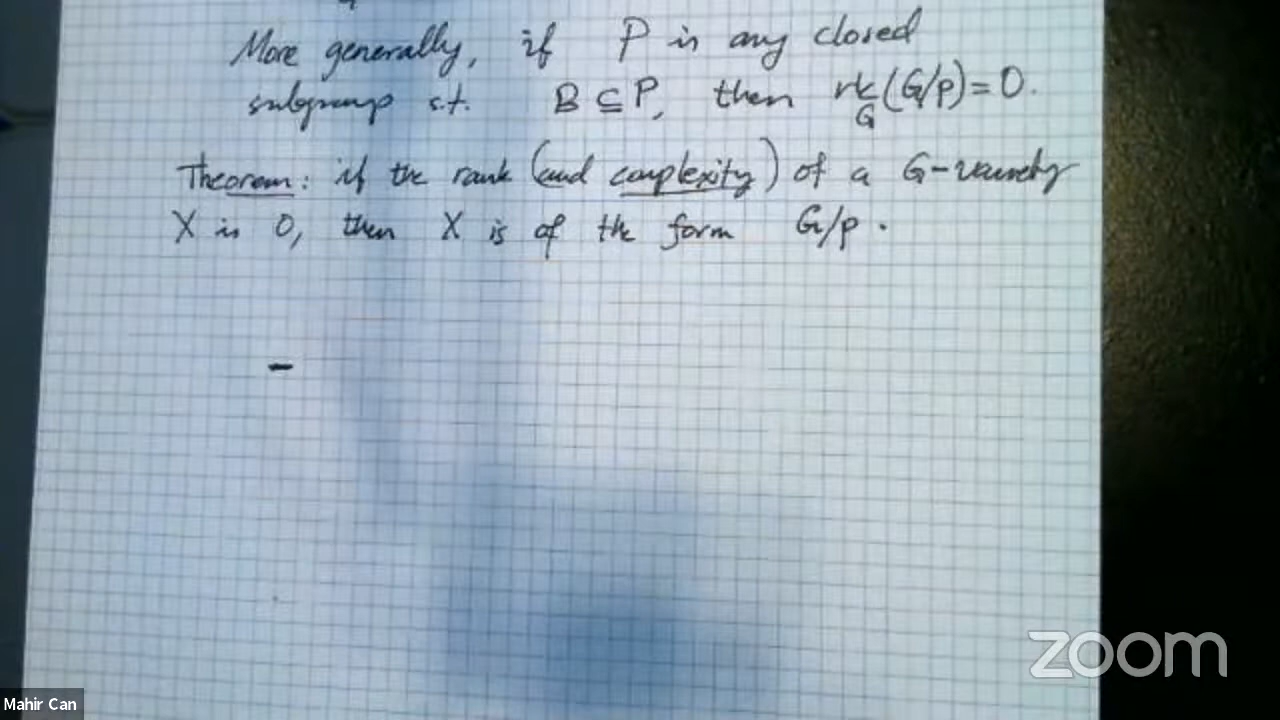 More generally, if P is any closed
subgroup s.t. B ⊆ P, then rk_G(G/P) = 0.
Theorem: if the rank (and complexity) of a G-variety
X is 0, then X is of the form G/P.
zoom
Mahir Can